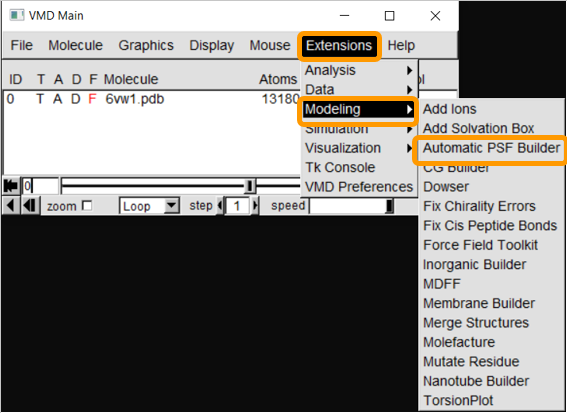 VMD Main
File Molecule Graphics Display Mouse Extensions Help
ID T A D F Molecule Atoms
0 T A D F 6vw1.pdb 13180
0
zoom Loop step 1 speed
Analysis
Data
Modeling
Simulation
Visualization
Tk Console
VMD Preferences
Add Ions
Add Solvation Box
Automatic PSF Builder
CG Builder
Dowser
Fix Chirality Errors
Fix Cis Peptide Bonds
Force Field Toolkit
Inorganic Builder
MDFF
Membrane Builder
Merge Structures
Molefacture
Mutate Residue
Nanotube Builder
TorsionPlot